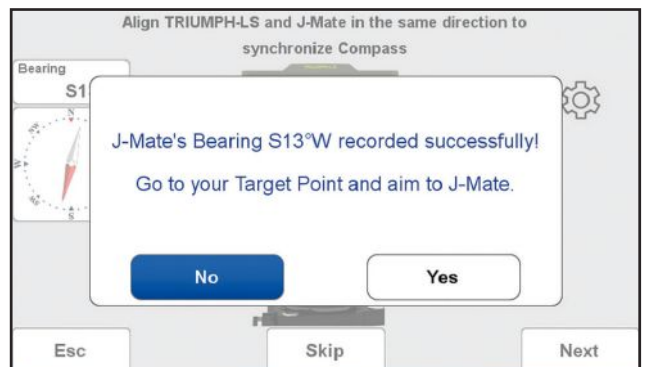 Align TRIUMPH-LS and J-Mate in the same direction to
synchronize Compass
Bearing
S1
J-Mate's Bearing S13°W recorded successfully!
Go to your Target Point and aim to J-Mate.
No
Yes
Esc
Skip
Next